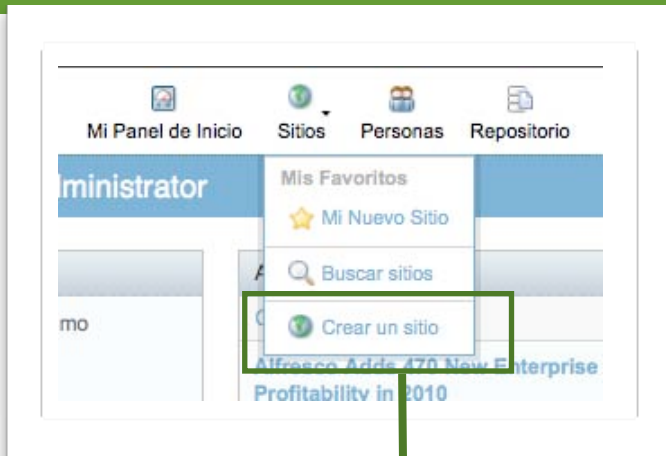 Mi Panel de Inicio Sitios Personas Repositorio
Mis Favoritos
Mi Nuevo Sitio
Buscar sitios
mo
Crear un sitio
Alfresco Adds 470 New Enterprise
Profitability in 2010